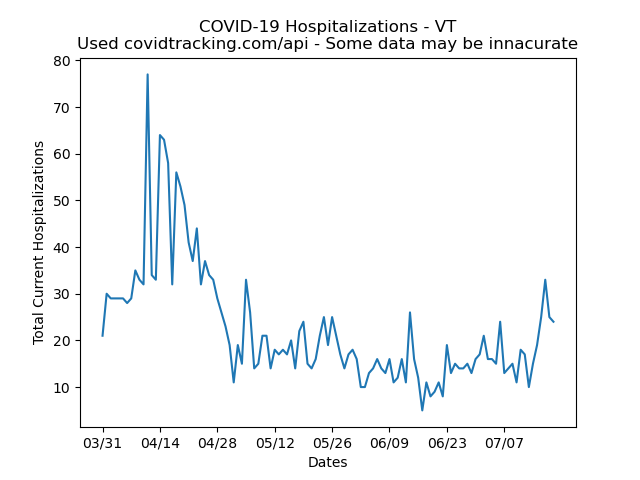 COVID-19 Hospitalizations - VT
Used covidtracking.com/api - Some data may be innacurate
80
70
60
50
40
30
20
10
Total Current Hospitalizations
03/31 04/14 04/28 05/12 05/26 06/09 06/23 07/07
Dates